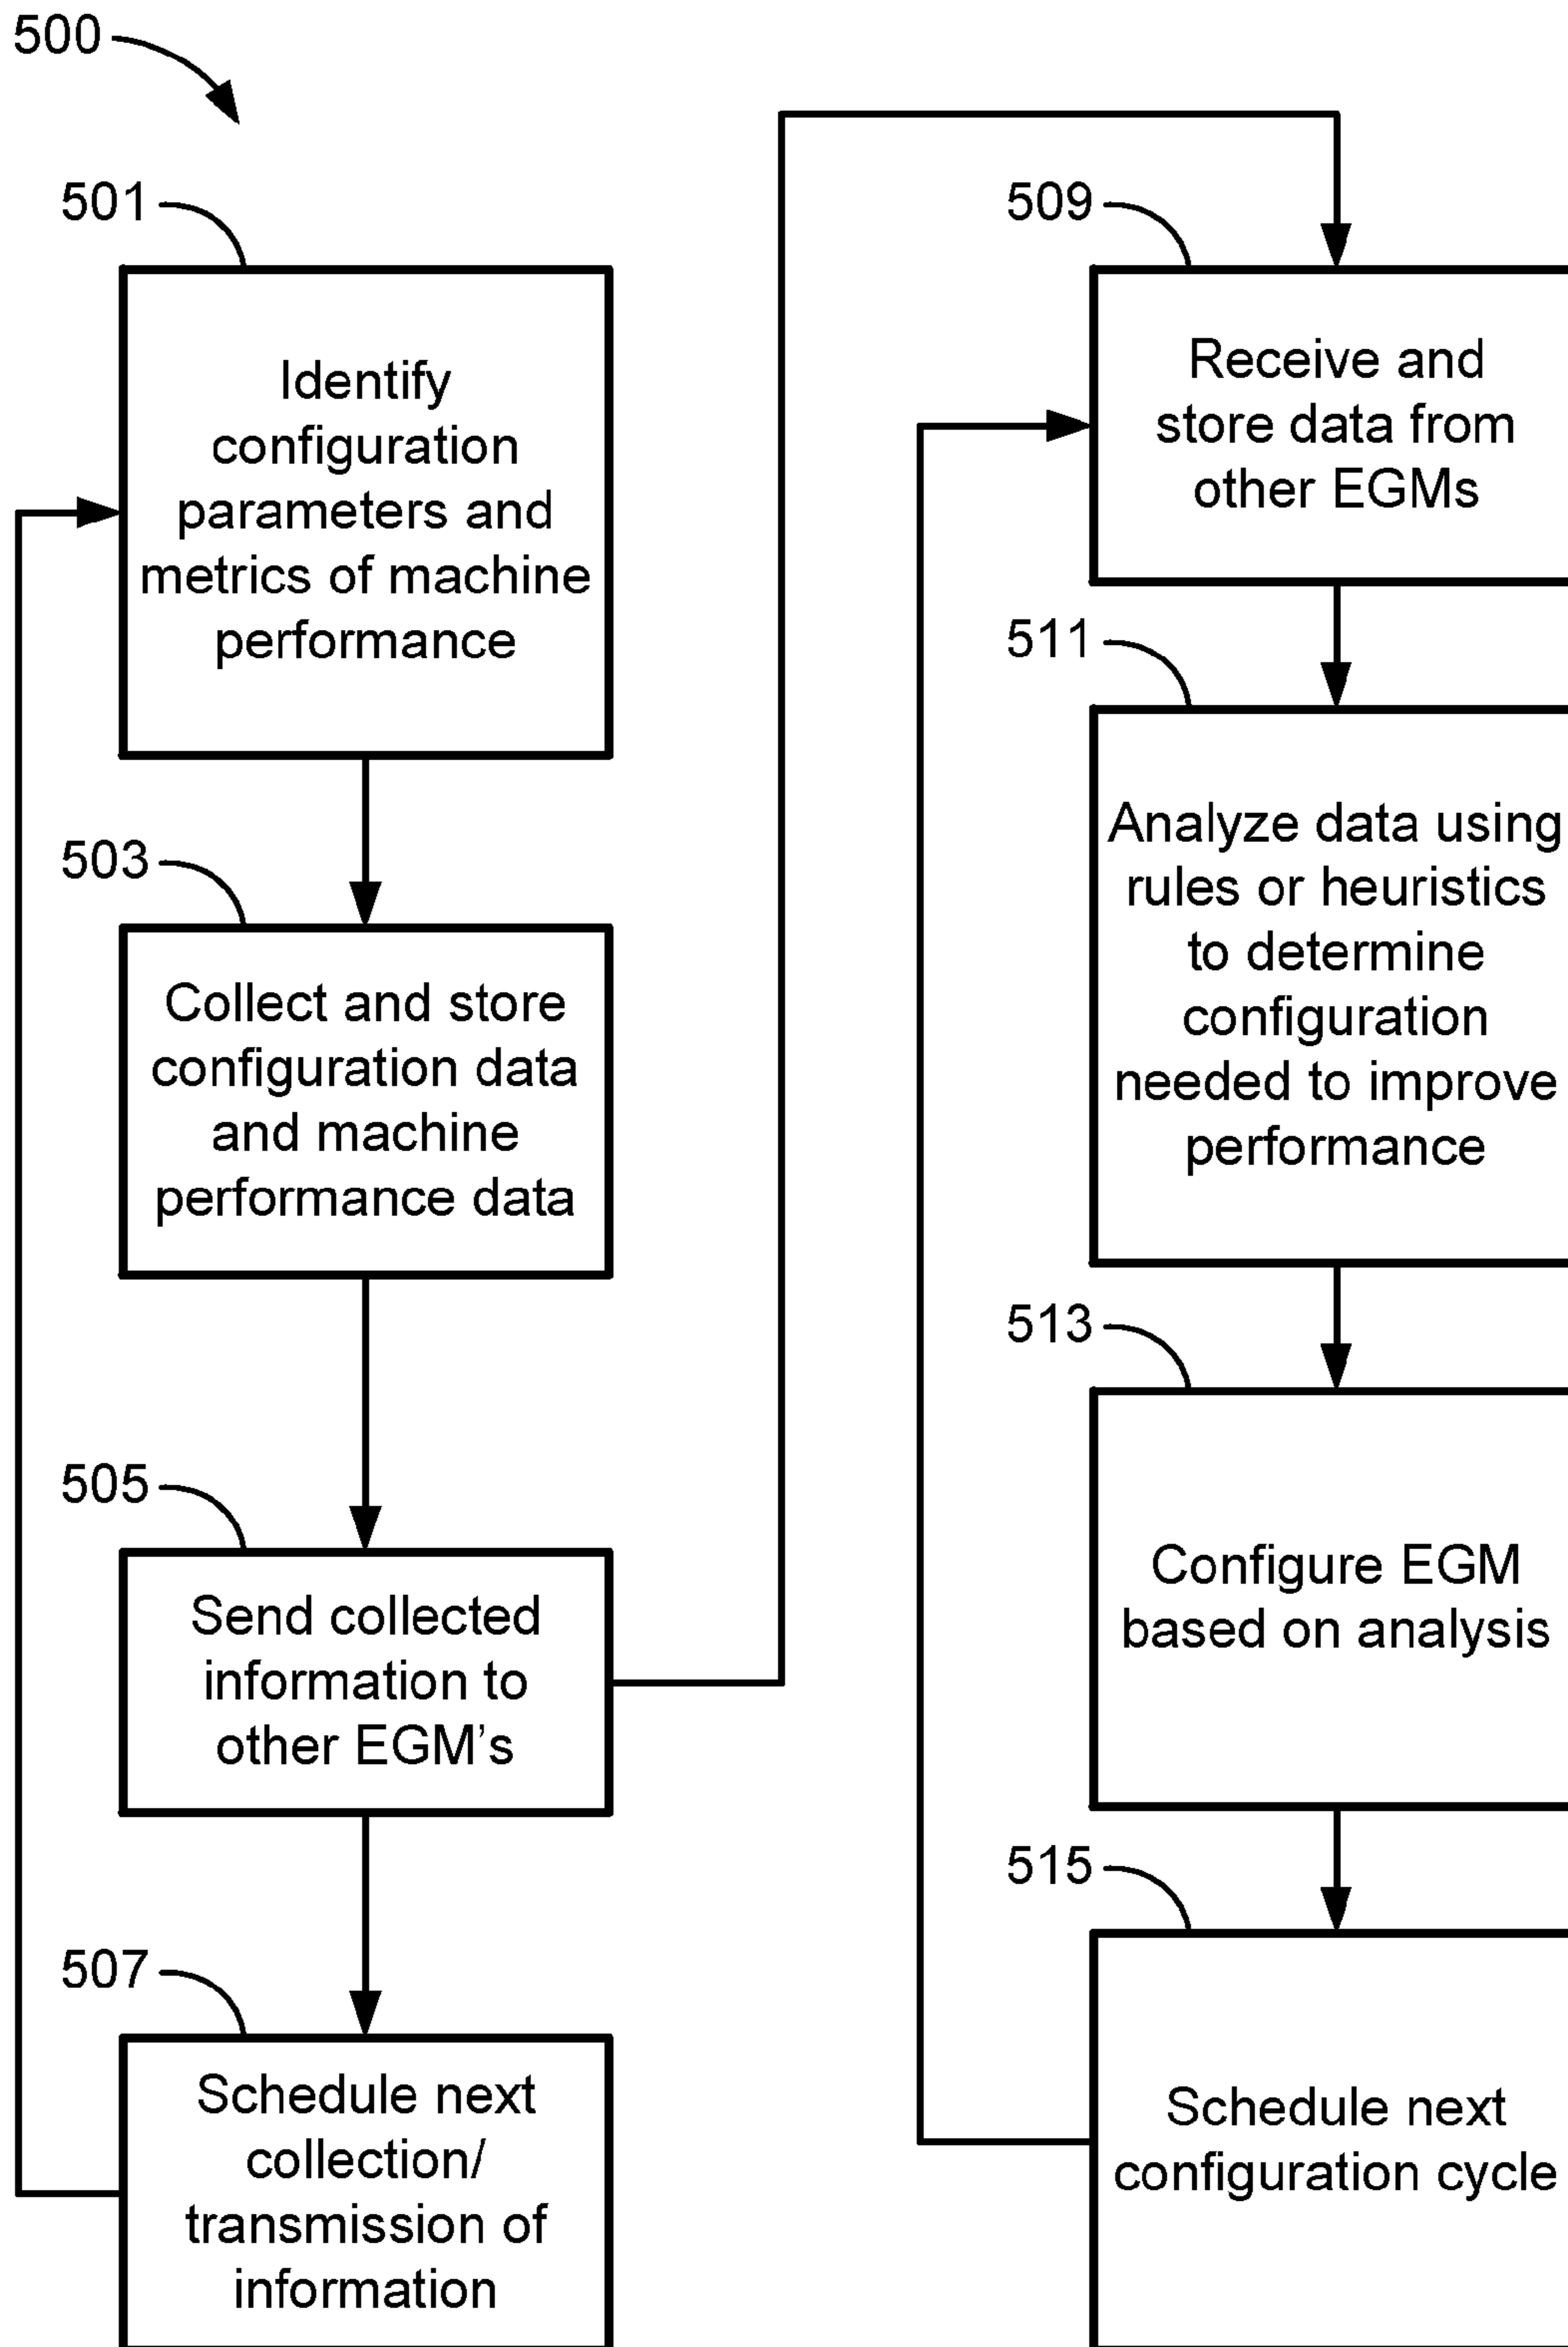 500
501
Identify
configuration
parameters and
metrics of machine
performance
503
Collect and store
configuration data
and machine
performance data
505
Send collected
information to
other EGM’s
507
Schedule next
collection/
transmission of
information
509
Receive and
store data from
other EGMs
511
Analyze data using
rules or heuristics
to determine
configuration
needed to improve
performance
513
Configure EGM
based on analysis
515
Schedule next
configuration cycle